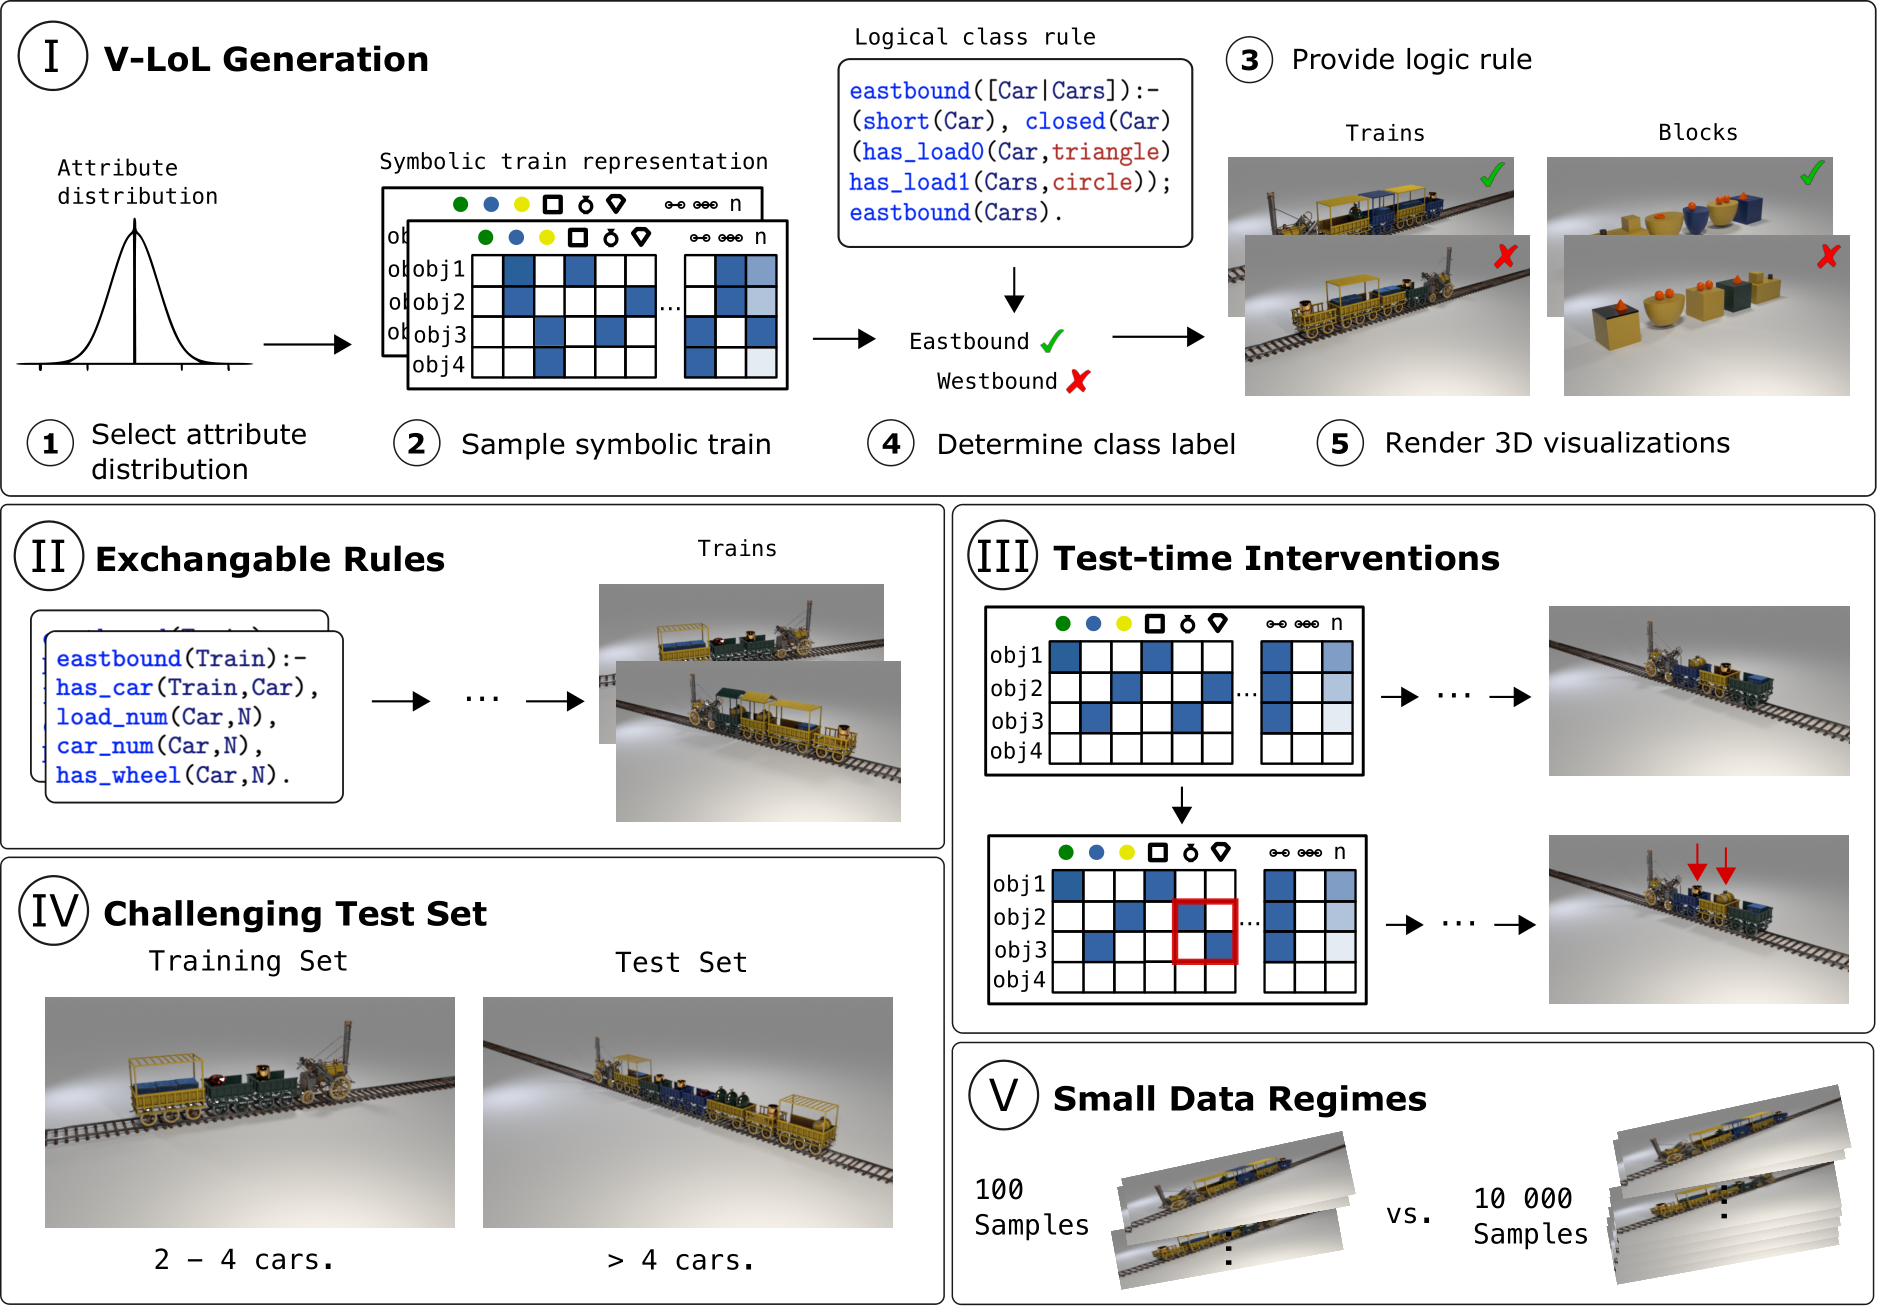 I
V-LoL Generation
Attribute
distribution
Symbolic train representation
n
n
ob
obj1
ob
obj2
ob
obj3
obj4
...
Logical class rule
eastbound([Car|Cars]):-
(short(Car), closed(Car)
(has_load0(Car,triangle)
has_load1(Cars,circle));
eastbound(Cars).
Eastbound
Westbound
3
Provide logic rule
Trains
Blocks
1
Select attribute
distribution
2
Sample symbolic train
4
Determine class label
5
Render 3D visualizations
II
Exchangable Rules
eastbound(Train):-
has_car(Train,Car),
load_num(Car,N),
car_num(Car,N),
has_wheel(Car,N).
...
Trains
III
Test-time Interventions
n
obj1
obj2
obj3
obj4
...
...
n
obj1
obj2
obj3
obj4
...
...
IV
Challenging Test Set
Training Set
Test Set
2 – 4 cars.
> 4 cars.
V
Small Data Regimes
100
Samples
vs.
10 000
Samples